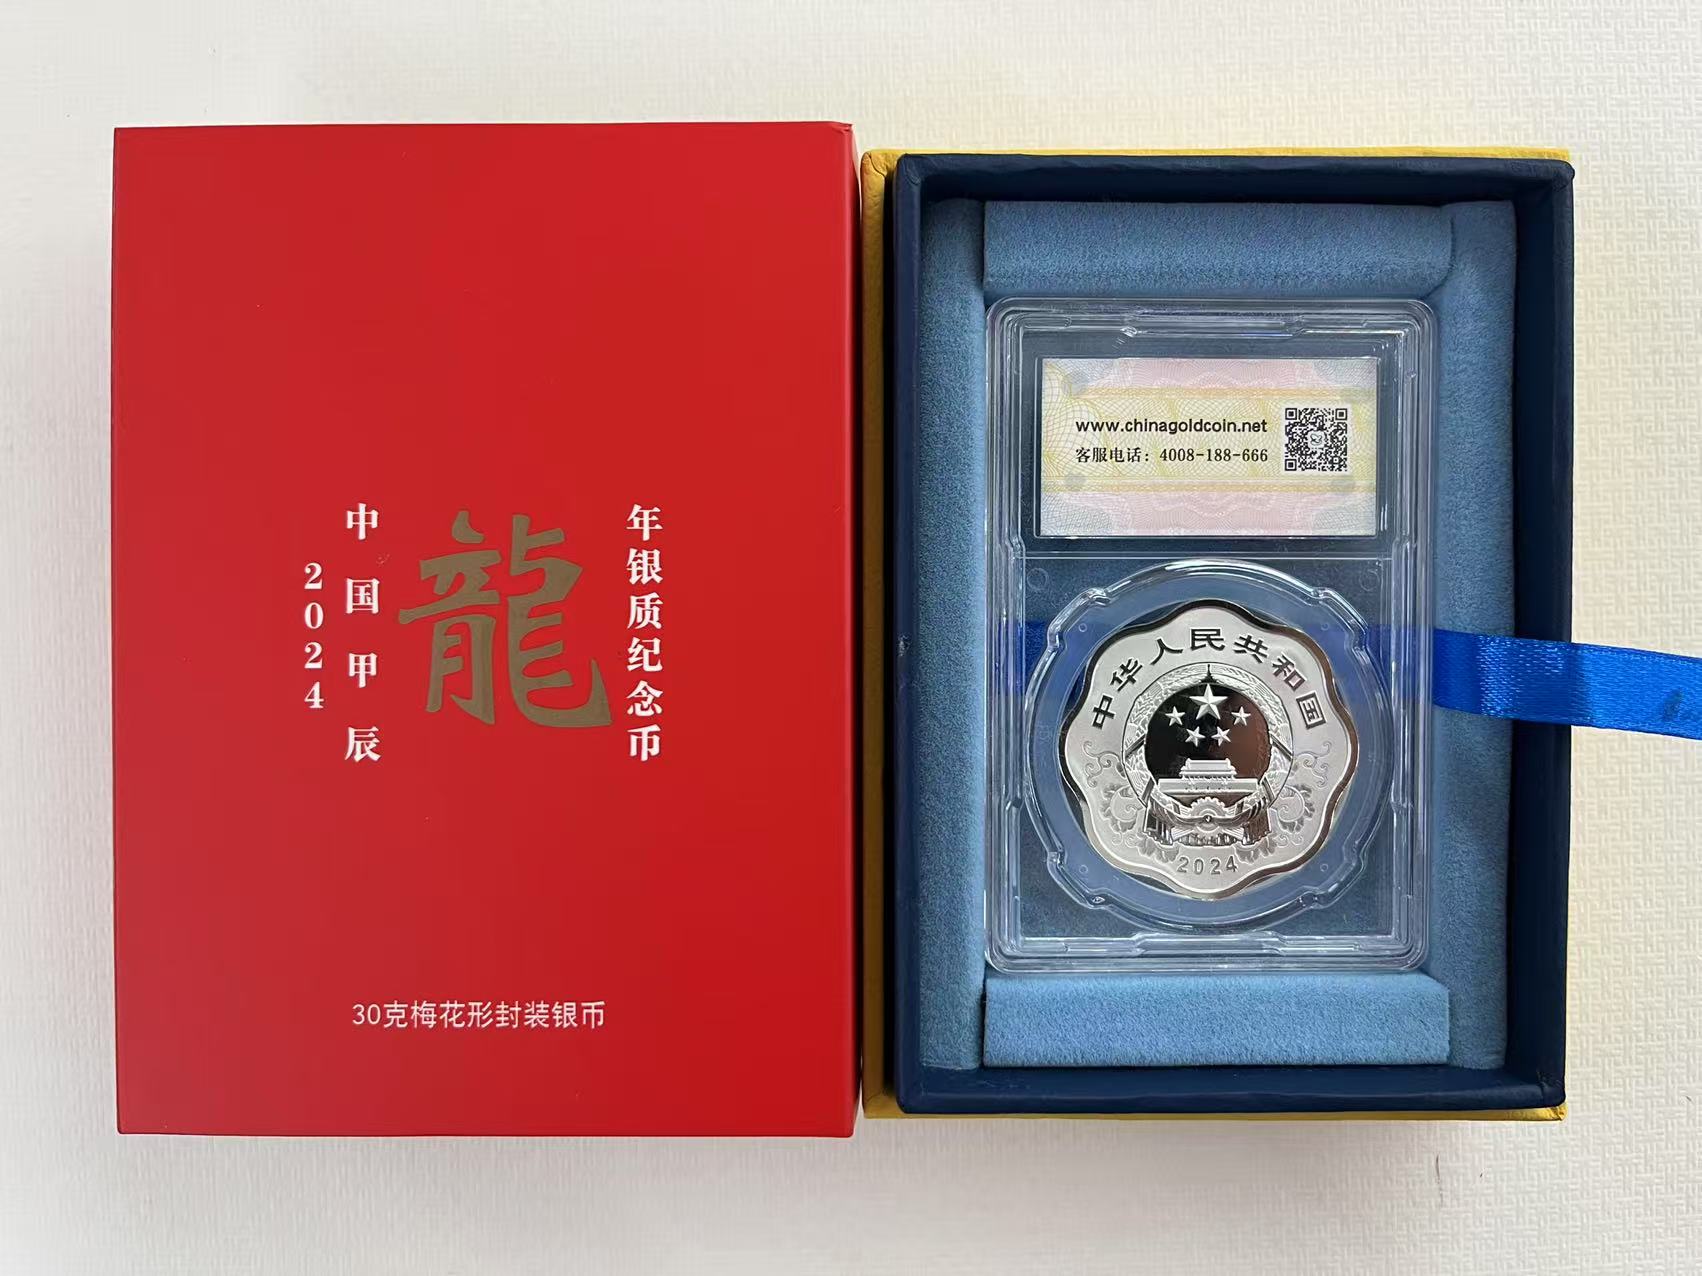 2024
中国甲辰
龍
年银质纪念币
30克梅花形封装银币
www.chinagoldcoin.net
客服电话：4008-188-666
中华人民共和国
2024